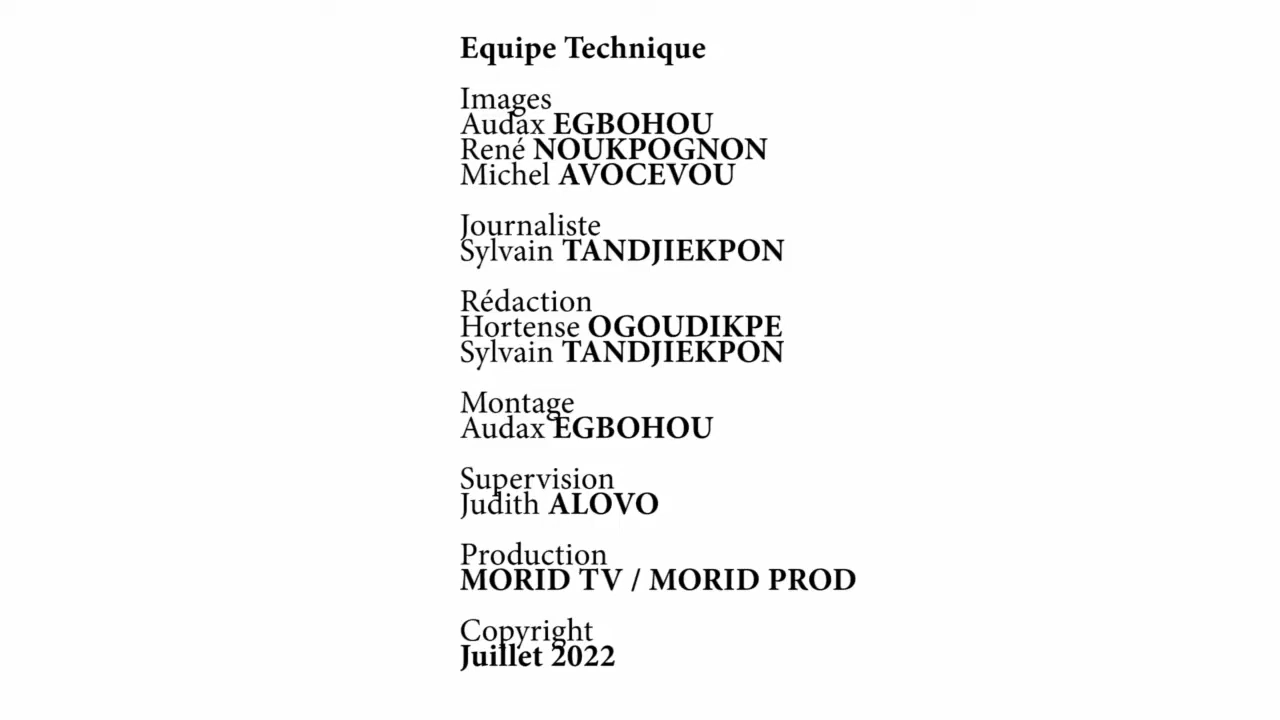 Equipe Technique
Images
Audax EGBOHOU
René NOUKPOGNON
Michel AVOCEVOU
Journaliste
Sylvain TANDJIEKPON
Rédaction
Hortense OGOUDIKPE
Sylvain TANDJIEKPON
Montage
Audax EGBOHOU
Supervision
Judith ALOVO
Production
MORID TV / MORID PROD
Copyright
Juillet 2022